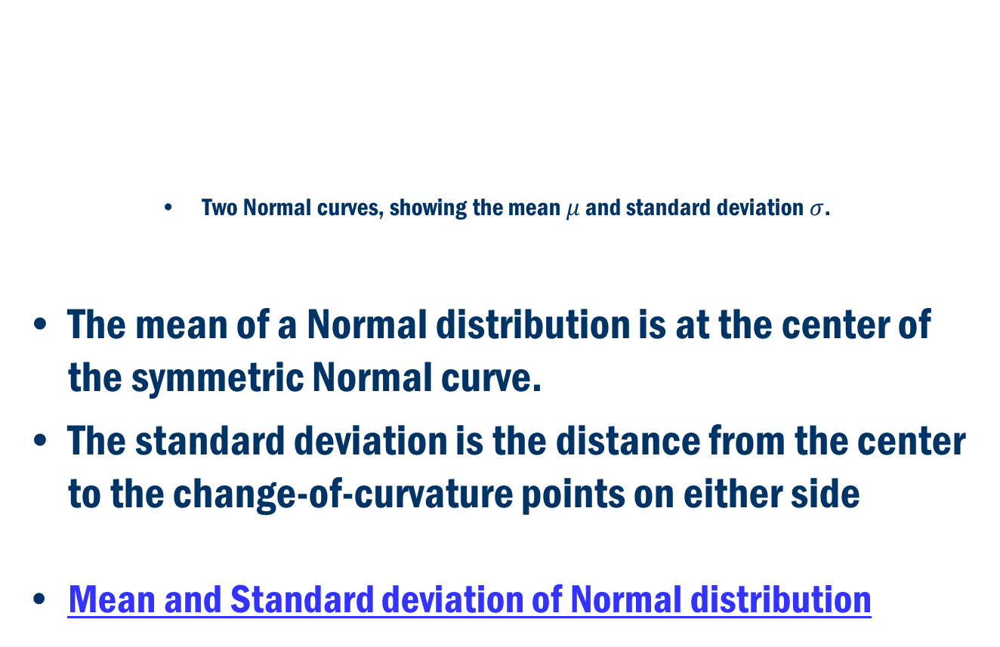 • Two Normal curves, showing the mean μ and standard deviation σ.
• The mean of a Normal distribution is at the center of
the symmetric Normal curve.
• The standard deviation is the distance from the center
to the change-of-curvature points on either side
• Mean and Standard deviation of Normal distribution